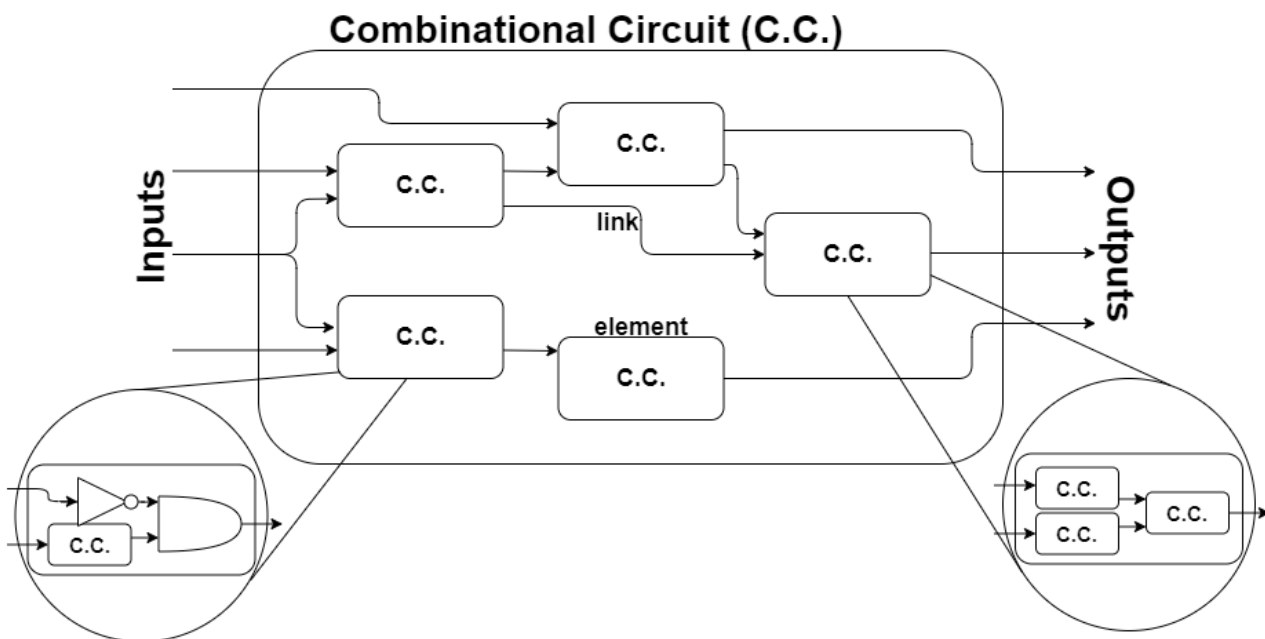 Combinational Circuit (C.C.)
Inputs
C.C.
C.C.
link
C.C.
Outputs
C.C.
element
C.C.
C.C.
C.C.
C.C.
C.C.